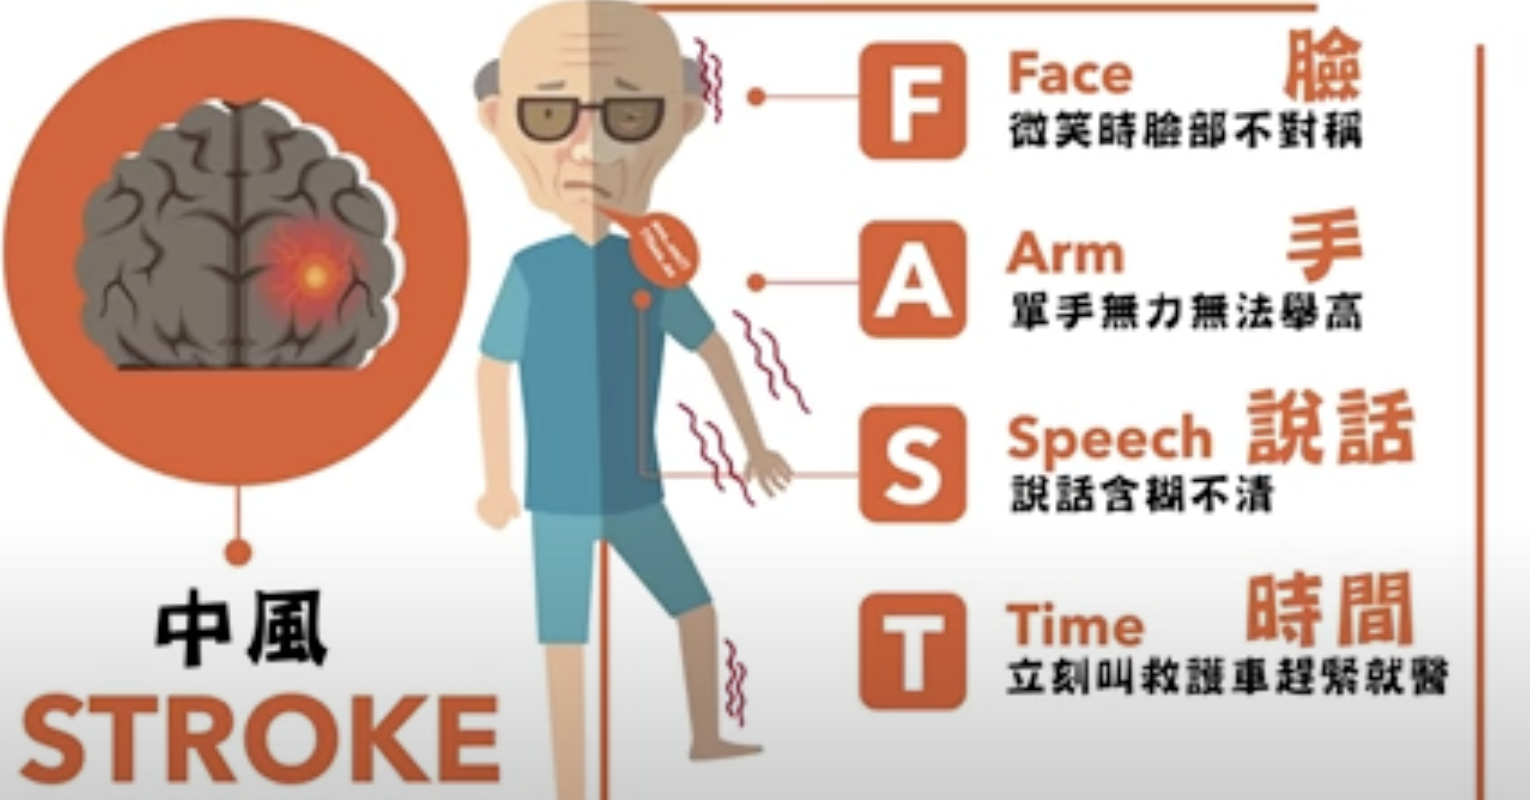 F
Face 臉
微笑時臉部不對稱
A
Arm 手
單手無力無法舉高
S
Speech 說話
說話含糊不清
T
Time 時間
立刻叫救護車趕緊就醫
中風
STROKE